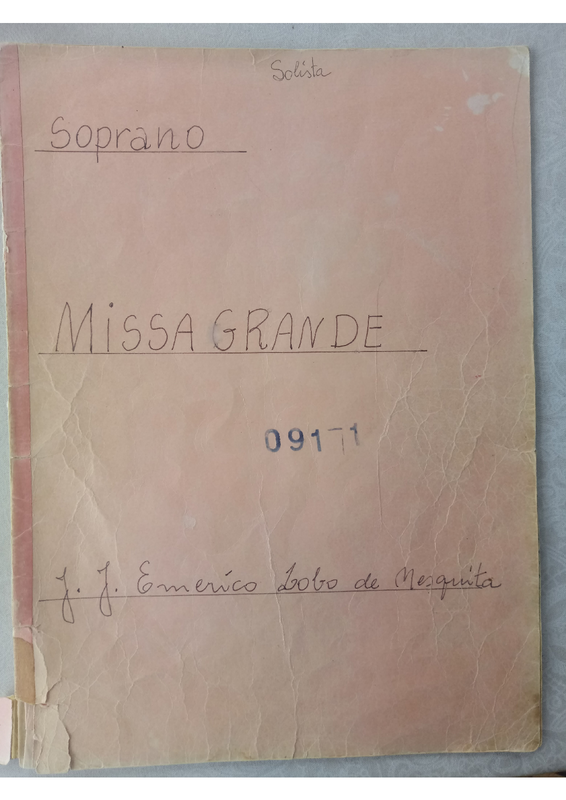 Solista
Soprano
MISSA GRANDE
09171
J. J. Emerico Lobo de Mesquita